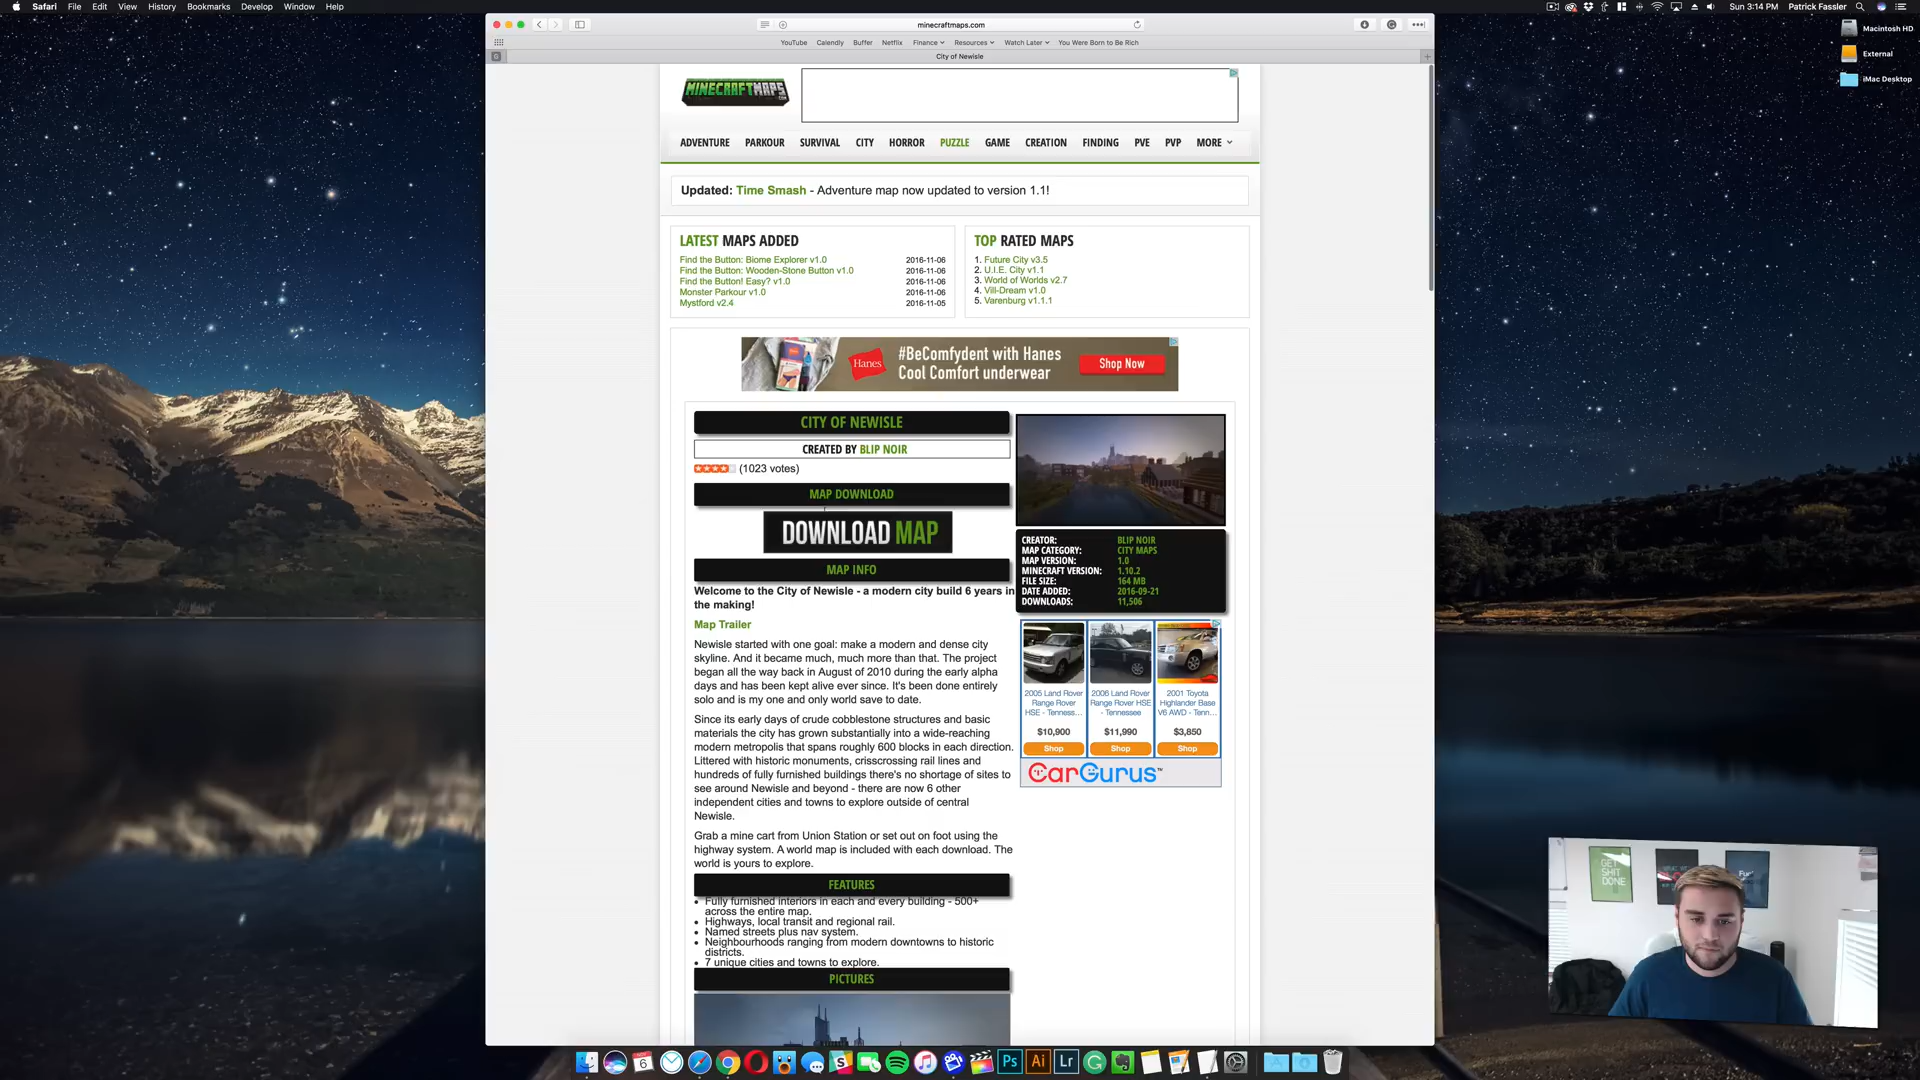 Safari File Edit View History Bookmarks Develop Window Help
Sun 3:14 PM Patrick Fassler
Macintosh HD
External
iMac Desktop
minecraftmaps.com
YouTube Calendly Buffer Netflix Finance Resources Watch Later You Were Born to Be Rich
City of Newisle
MINECRAFTMAPS
.COM
ADVENTURE PARKOUR SURVIVAL CITY HORROR PUZZLE GAME CREATION FINDING PVE PVP MORE
Updated: Time Smash - Adventure map now updated to version 1.1!
LATEST MAPS ADDED
Find the Button: Biome Explorer v1.0 2016-11-06
Find the Button: Wooden-Stone Button v1.0 2016-11-06
Find the Button! Easy? v1.0 2016-11-06
Monster Parkour v1.0 2016-11-06
Mystford v2.4 2016-11-05
TOP RATED MAPS
1. Future City v3.5
2. U.I.E. City v1.1
3. World of Worlds v2.7
4. Vill-Dream v1.0
5. Varenburg v1.1.1
Hanes
#BeComfydent with Hanes
Cool Comfort underwear
Shop Now
CITY OF NEWISLE
CREATED BY BLIP NOIR
(1023 votes)
MAP DOWNLOAD
DOWNLOAD MAP
MAP INFO
Welcome to the City of Newisle - a modern city build 6 years in
the making!
Map Trailer
Newisle started with one goal: make a modern and dense city
skyline. And it became much, much more than that. The project
began all the way back in August of 2010 during the early alpha
days and has been kept alive ever since. It's been done entirely
solo and is my one and only world save to date.
Since its early days of crude cobblestone structures and basic
materials the city has grown substantially into a wide-reaching
modern metropolis that spans roughly 600 blocks in each direction.
Littered with historic monuments, crisscrossing rail lines and
hundreds of fully furnished buildings there's no shortage of sites to
see around Newisle and beyond - there are now 6 other
independent cities and towns to explore outside of central
Newisle.
Grab a mine cart from Union Station or set out on foot using the
highway system. A world map is included with each download. The
world is yours to explore.
FEATURES
• Fully furnished interiors in each and every building - 500+
across the entire map.
• Highways, local transit and regional rail.
• Named streets plus nav system.
• Neighbourhoods ranging from modern downtowns to historic
districts.
• 7 unique cities and towns to explore.
PICTURES
CREATOR: BLIP NOIR
MAP CATEGORY: CITY MAPS
MAP VERSION: 1.0
MINECRAFT VERSION: 1.10.2
FILE SIZE: 164 MB
DATE ADDED: 2016-09-21
DOWNLOADS: 11,506
2005 Land Rover
Range Rover
HSE - Tenness...
$10,900
Shop
2006 Land Rover
Range Rover HSE
- Tennessee
$11,990
Shop
2001 Toyota
Highlander Base
V6 AWD - Tenn...
$3,850
Shop
CarGurus™
GET
SHIT
DONE
6
Ps
Ai
Lr